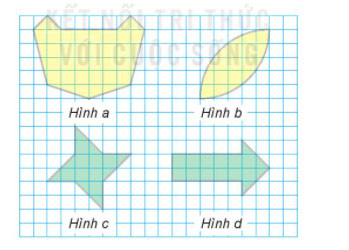 KẾT NỐI TRI THỨC
VỚI CUỘC SỐNG
Hình a
Hình b
Hình c
Hình d